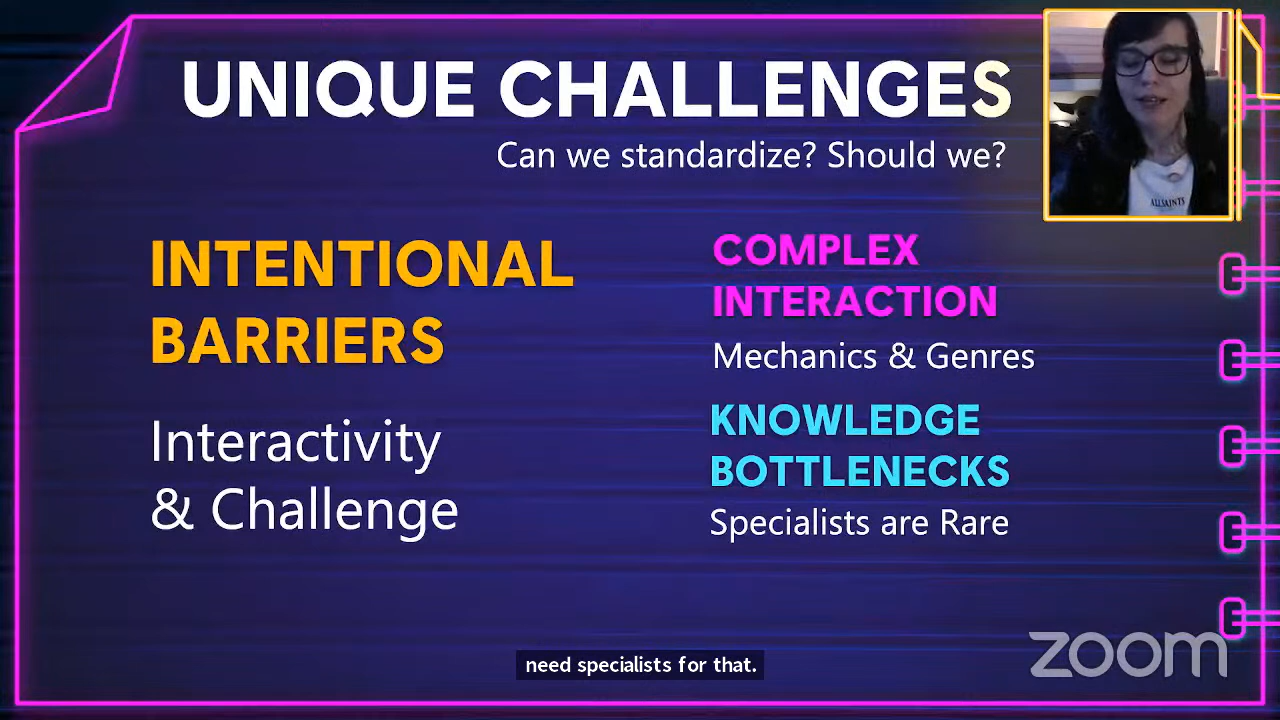 UNIQUE CHALLENGES
Can we standardize? Should we?
INTENTIONAL
BARRIERS
Interactivity
& Challenge
COMPLEX
INTERACTION
Mechanics & Genres
KNOWLEDGE
BOTTLENECKS
Specialists are Rare
ALLSAINTS
need specialists for that.
zoom